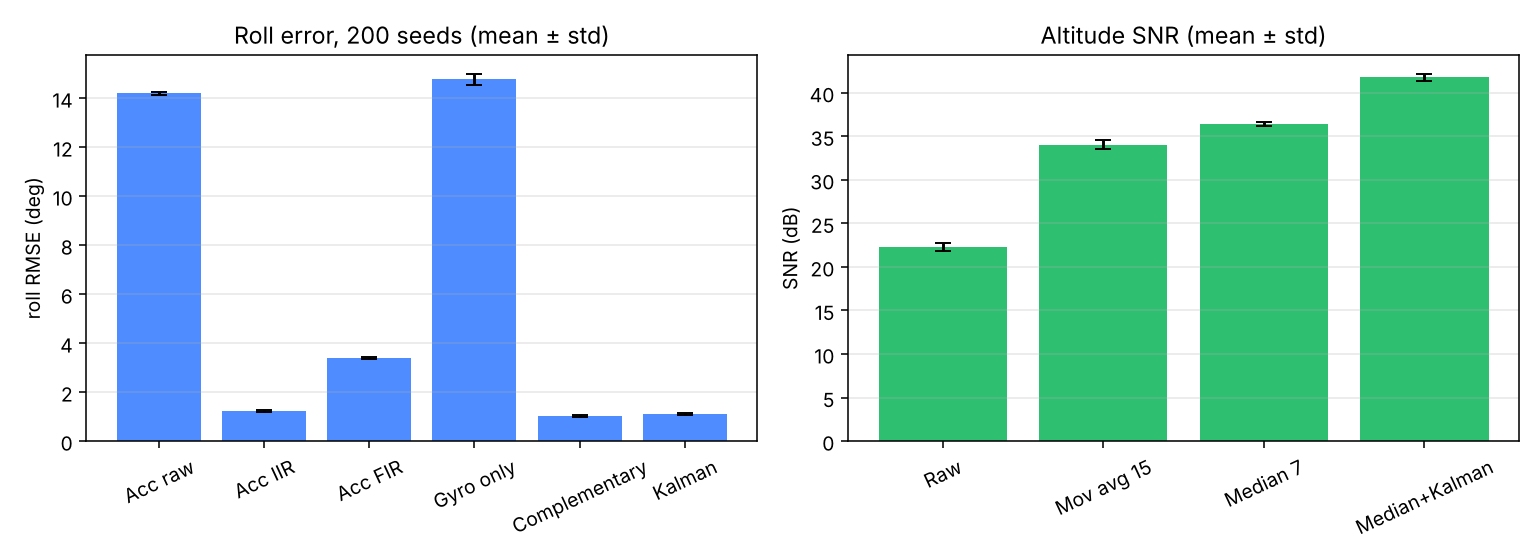 Roll error, 200 seeds (mean ± std)
roll RMSE (deg)
14
12
10
8
6
4
2
0
Acc raw
Acc IIR
Acc FIR
Gyro only
Complementary
Kalman
Altitude SNR (mean ± std)
SNR (dB)
40
35
30
25
20
15
10
5
0
Raw
Mov avg 15
Median 7
Median+Kalman